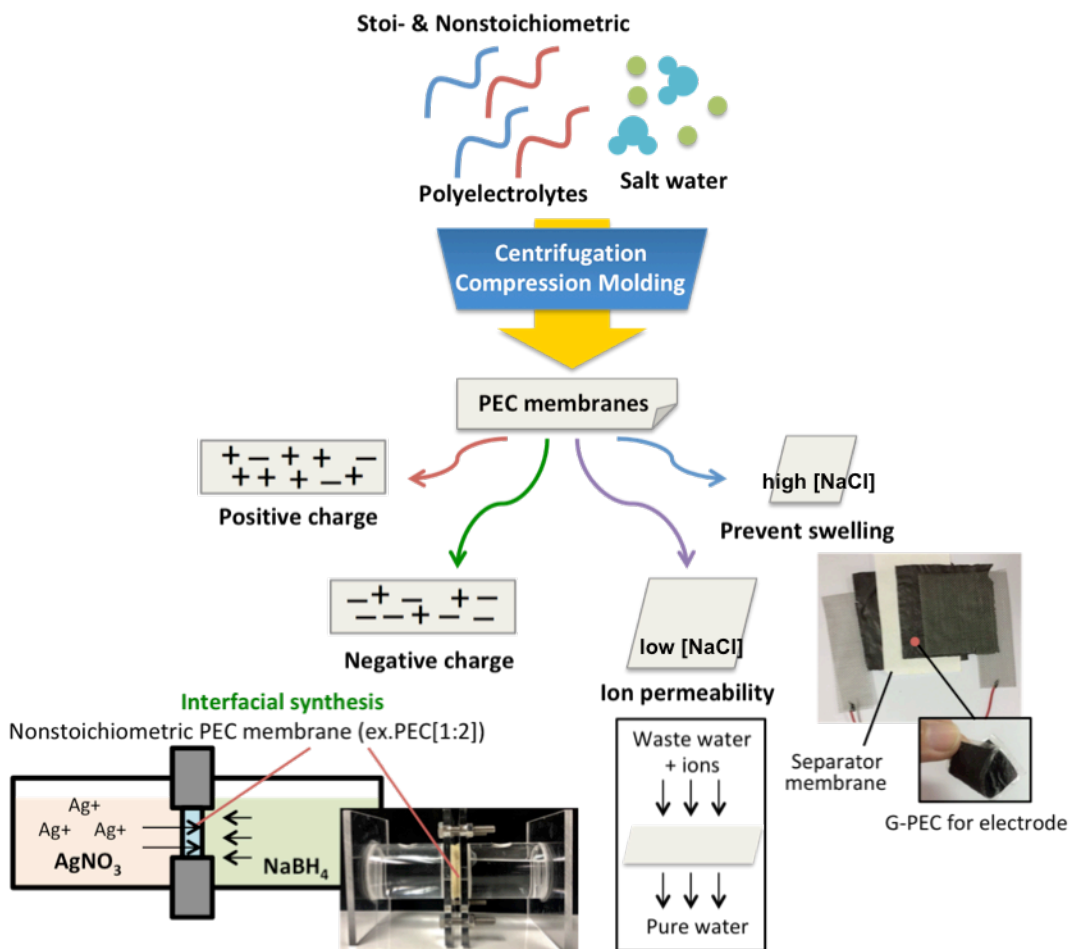 Stoi- & Nonstoichiometric
Polyelectrolytes
Salt water
Centrifugation
Compression Molding
PEC membranes
+ – + + –
+ + + – +
Positive charge
high [NaCl]
Prevent swelling
– + – + –
– – + – –
Negative charge
low [NaCl]
Ion permeability
Interfacial synthesis
Nonstoichiometric PEC membrane (ex.PEC[1:2])
Ag+
Ag+ Ag+
AgNO₃
NaBH₄
Waste water
+ ions
Pure water
Separator
membrane
G-PEC for electrode